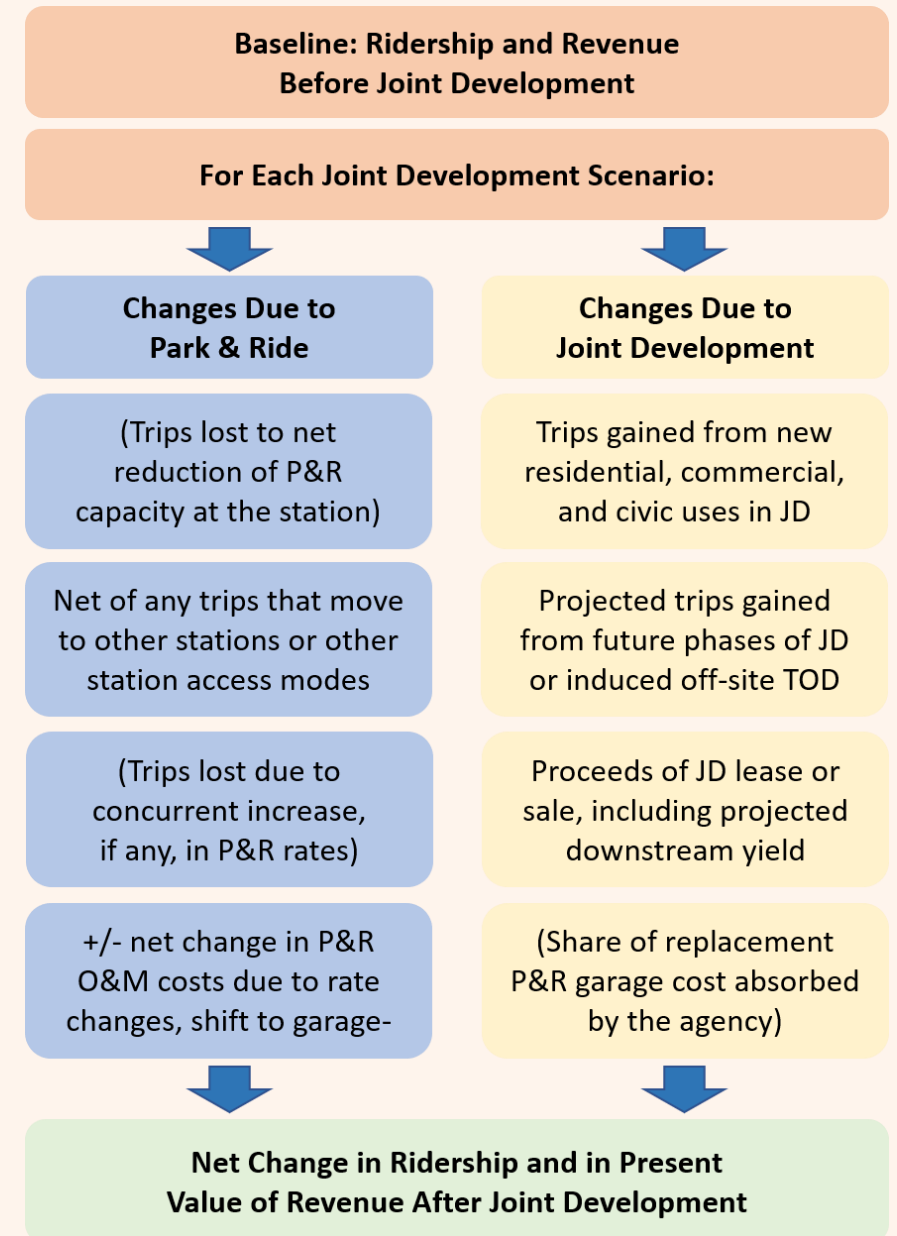 Baseline: Ridership and Revenue
Before Joint Development
For Each Joint Development Scenario:
Changes Due to
Park & Ride
(Trips lost to net
reduction of P&R
capacity at the station)
Net of any trips that move
to other stations or other
station access modes
(Trips lost due to
concurrent increase,
if any, in P&R rates)
+/- net change in P&R
O&M costs due to rate
changes, shift to garage-
Changes Due to
Joint Development
Trips gained from new
residential, commercial,
and civic uses in JD
Projected trips gained
from future phases of JD
or induced off-site TOD
Proceeds of JD lease or
sale, including projected
downstream yield
(Share of replacement
P&R garage cost absorbed
by the agency)
Net Change in Ridership and in Present
Value of Revenue After Joint Development